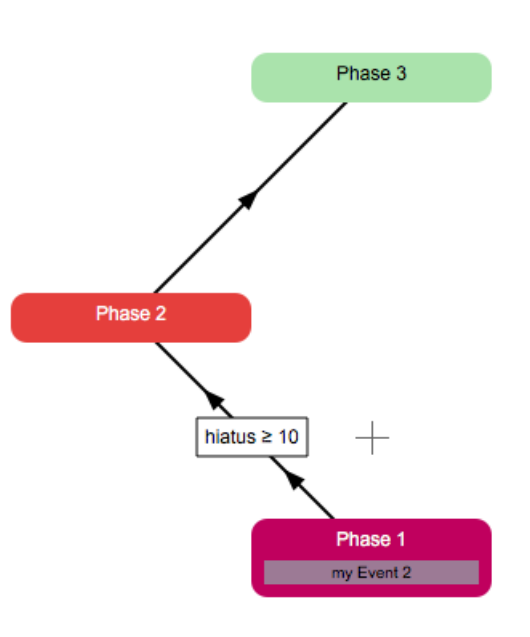 Phase 3
Phase 2
hiatus ≥ 10
Phase 1
my Event 2